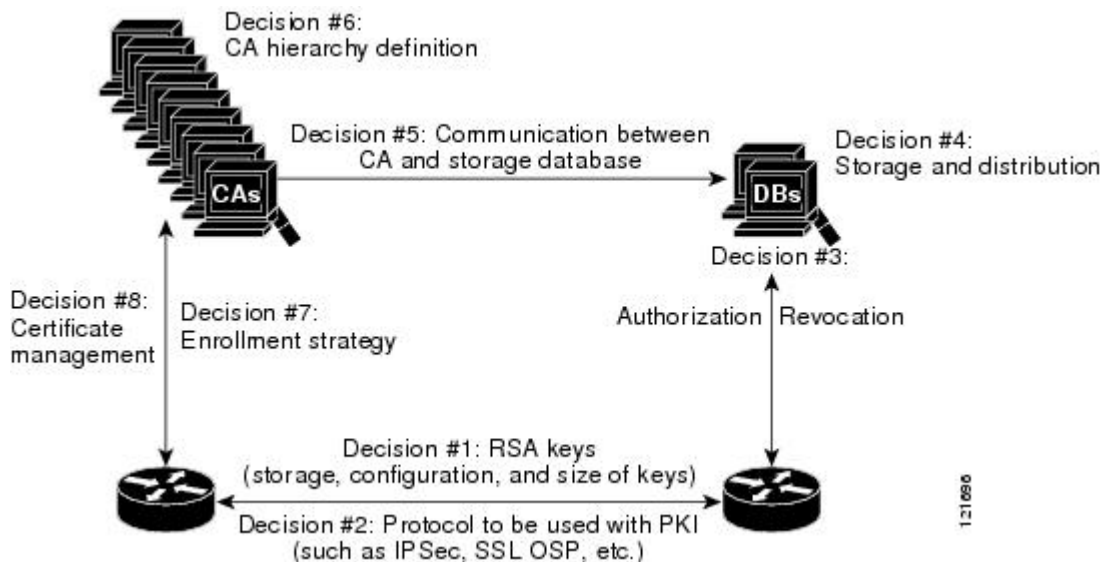 Decision #6:
CA hierarchy definition
Decision #5: Communication between
CA and storage database
Decision #4:
Storage and distribution
CAs
DBs
Decision #3:
Authorization
Revocation
Decision #8:
Certificate
management
Decision #7:
Enrollment strategy
Decision #1: RSA keys
(storage, configuration, and size of keys)
Decision #2: Protocol to be used with PKI
(such as IPSec, SSL OSP, etc.)
121696